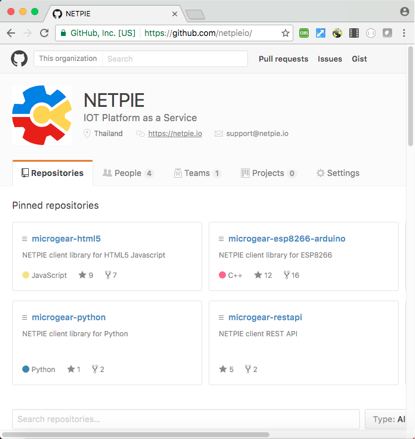 NETPIE
GitHub, Inc. [US] https://github.com/netpieio/
This organization Search Pull requests Issues Gist
NETPIE
IOT Platform as a Service
Thailand https://netpie.io support@netpie.io
Repositories People 4 Teams 1 Projects 0 Settings
Pinned repositories
microgear-html5
NETPIE client library for HTML5 Javascript
JavaScript 9 7
microgear-esp8266-arduino
NETPIE client library for ESP8266
C++ 12 16
microgear-python
NETPIE client library for Python
Python 1 2
microgear-restapi
NETPIE client REST API
5 2
Search repositories... Type: Al